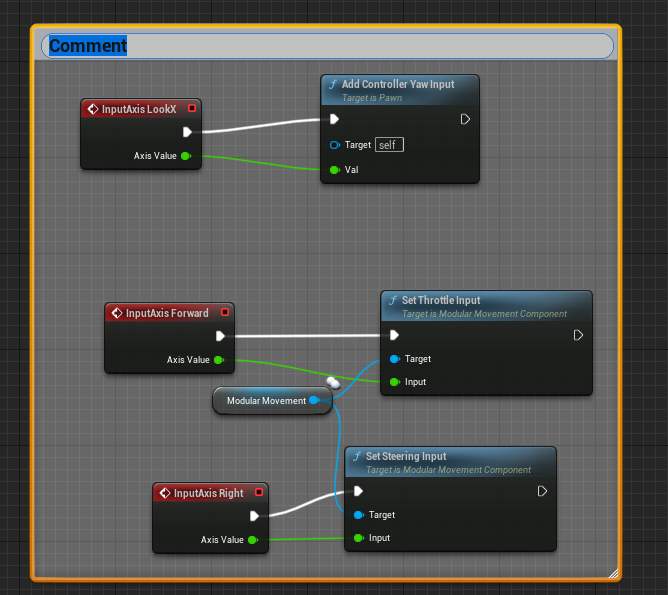 Comment
InputAxis LookX
Axis Value
Add Controller Yaw Input
Target is Pawn
Target self
Val
InputAxis Forward
Axis Value
Set Throttle Input
Target is Modular Movement Component
Target
Input
Modular Movement
InputAxis Right
Axis Value
Set Steering Input
Target is Modular Movement Component
Target
Input